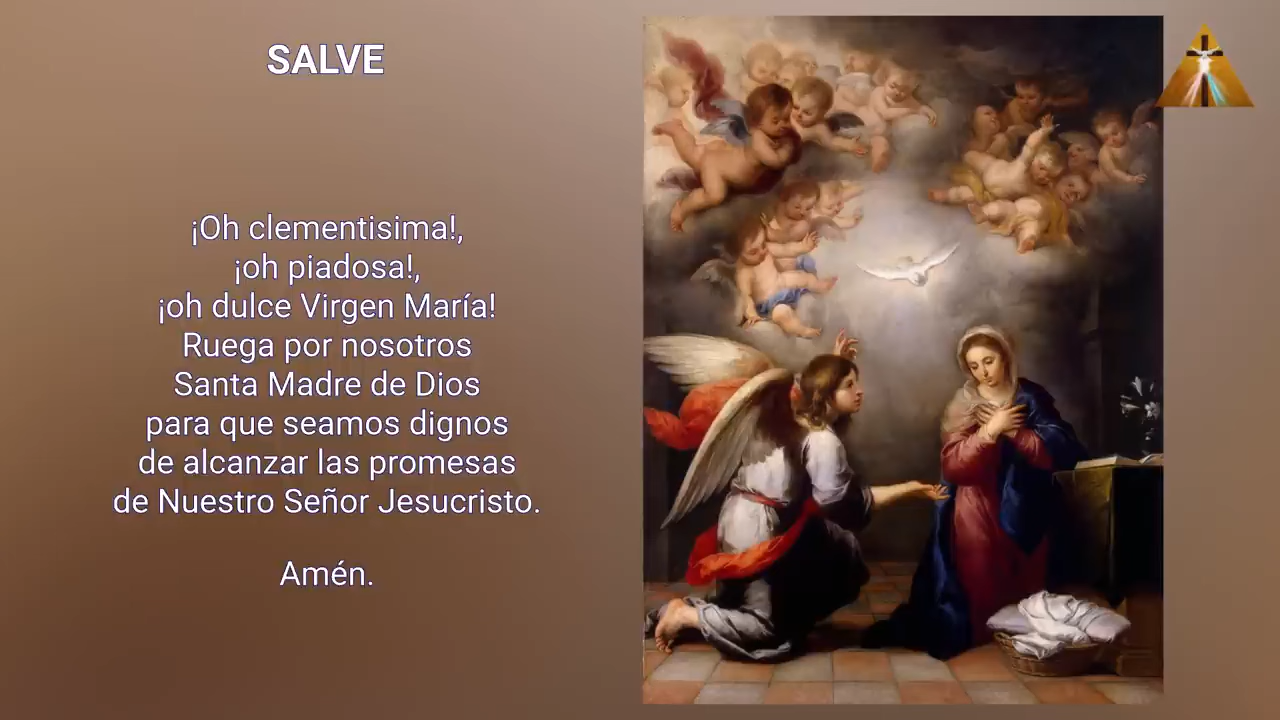 SALVE
¡Oh clementisima!,
¡oh piadosa!,
¡oh dulce Virgen María!
Ruega por nosotros
Santa Madre de Dios
para que seamos dignos
de alcanzar las promesas
de Nuestro Señor Jesucristo.
Amén.